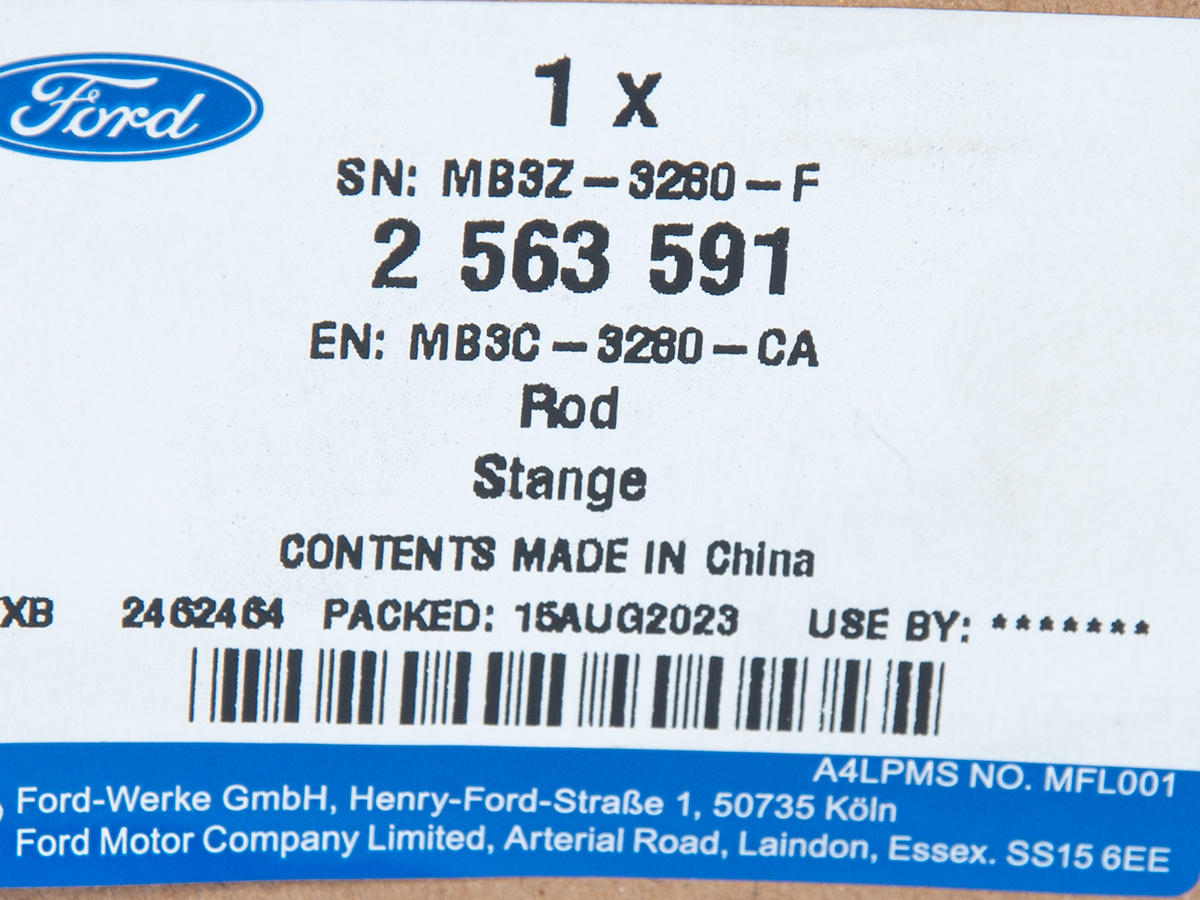 Ford
1 x
SN: MB3Z-3280-F
2 563 591
EN: MB3C-3280-CA
Rod
Stange
CONTENTS MADE IN China
XB 2462464 PACKED: 15AUG2023 USE BY: *******
A4LPMS NO. MFL001
Ford-Werke GmbH, Henry-Ford-Straße 1, 50735 Köln
Ford Motor Company Limited, Arterial Road, Laindon, Essex. SS15 6EE